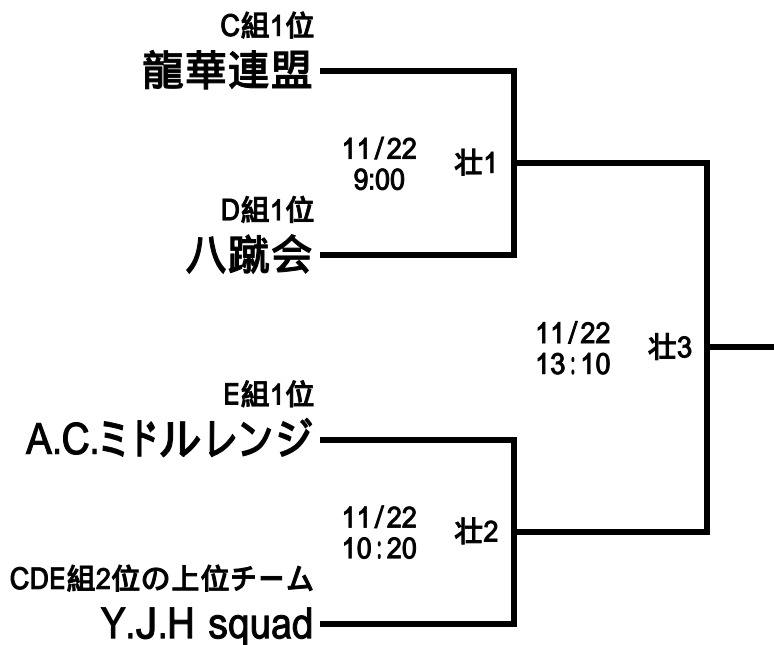 C組1位
龍華連盟
11/22
9:00
壮1
D組1位
八蹴会
11/22
13:10
壮3
E組1位
A.C.ミドルレンジ
11/22
10:20
壮2
CDE組2位の上位チーム
Y.J.H squad